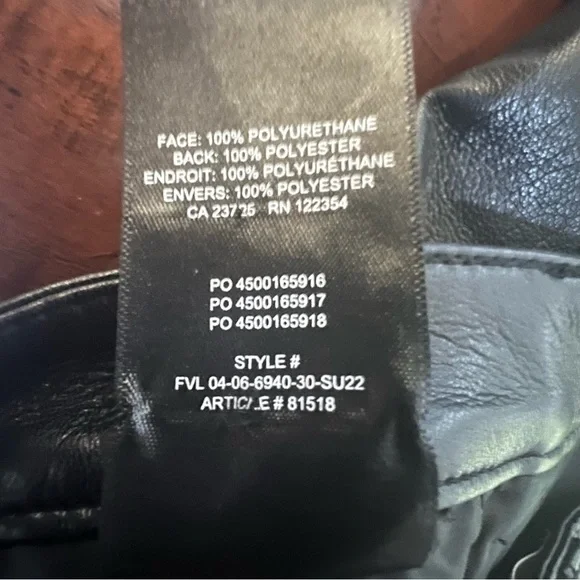 FACE: 100% POLYURETHANE
BACK: 100% POLYESTER
ENDROIT: 100% POLYURÉTHANE
ENVERS: 100% POLYESTER
CA 23725 RN 122354
PO 4500165916
PO 4500165917
PO 4500165918
STYLE #
FVL 04-06-6940-30-SU22
ARTICLE # 81518